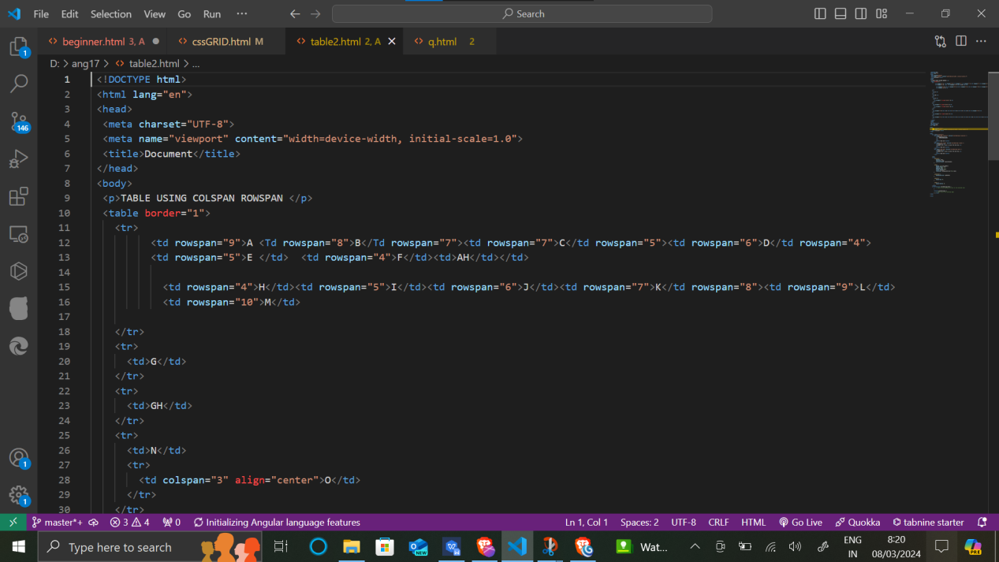 File Edit Selection View Go Run ··· Search
beginner.html 3, A cssGRID.html M table2.html 2, A q.html 2
D: > ang17 > table2.html > ...
1 <!DOCTYPE html>
2 <html lang="en">
3 <head>
4 <meta charset="UTF-8">
5 <meta name="viewport" content="width=device-width, initial-scale=1.0">
6 <title>Document</title>
7 </head>
8 <body>
9 <p>TABLE USING COLSPAN ROWSPAN </p>
10 <table border="1">
11 <tr>
12 <td rowspan="9">A <Td rowspan="8">B</Td rowspan="7"><td rowspan="7">C</td rowspan="5"><td rowspan="6">D</td rowspan="4">
13 <td rowspan="5">E </td>  <td rowspan="4">F</td><td>AH</td></td>
14
15 <td rowspan="4">H</td><td rowspan="5">I</td><td rowspan="6">J</td><td rowspan="7">K</td rowspan="8"><td rowspan="9">L</td>
16 <td rowspan="10">M</td>
17
18 </tr>
19 <tr>
20 <td>G</td>
21 </tr>
22 <tr>
23 <td>GH</td>
24 </tr>
25 <tr>
26 <td>N</td>
27 <tr>
28 <td colspan="3" align="center">O</td>
29 </tr>
30 </tr>
1
146
1
1
master*+ 3 4 0 Initializing Angular language features Ln 1, Col 1 Spaces: 2 UTF-8 CRLF HTML Go Live Quokka tabnine starter
Type here to search NEW Wat... ENG IN 8:20 08/03/2024 PRE